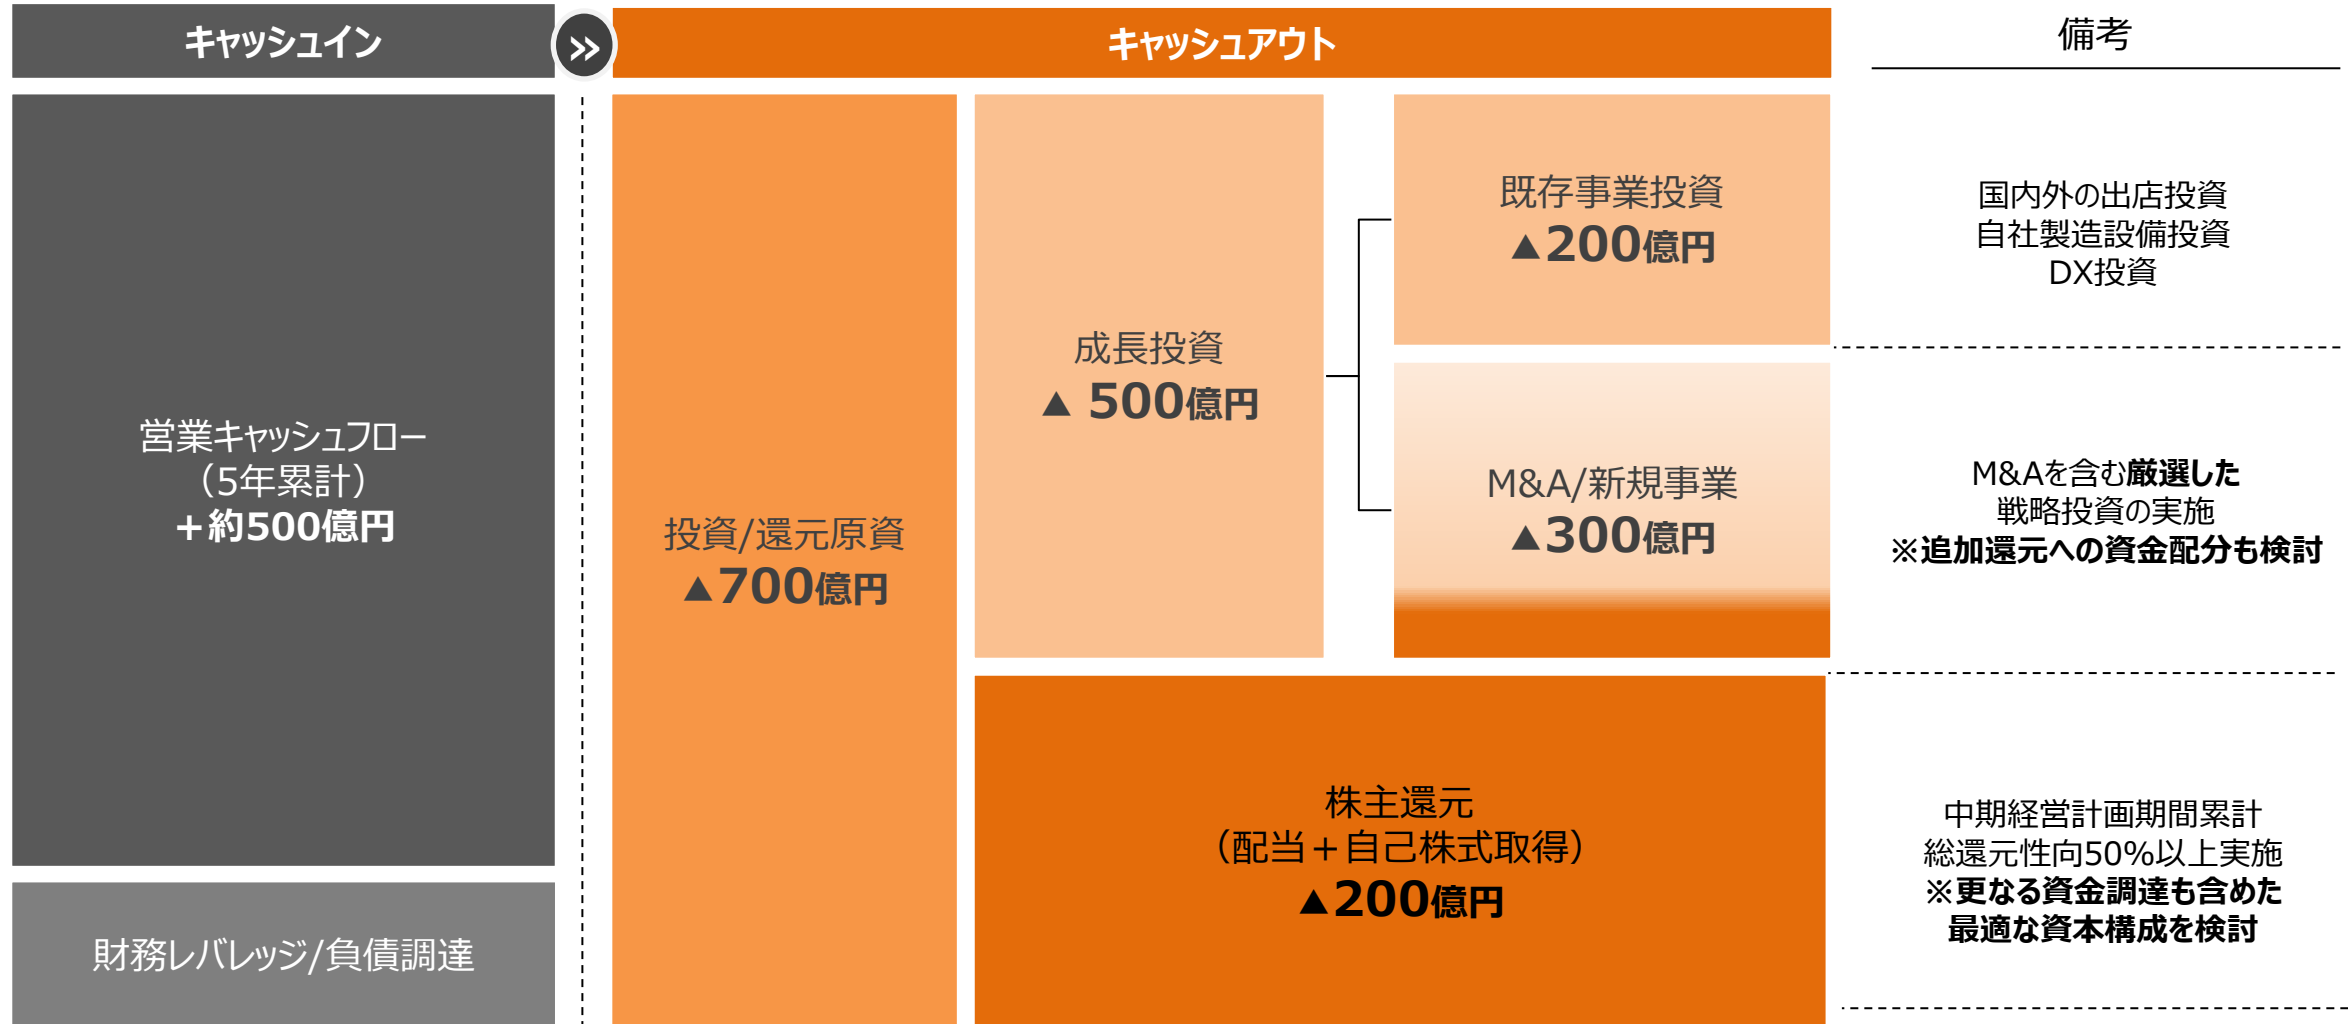 キャッシュイン
»
キャッシュアウト
備考
営業キャッシュフロー
（5年累計）
＋約500億円
財務レバレッジ/負債調達
投資/還元原資
▲700億円
成長投資
▲ 500億円
既存事業投資
▲200億円
M&A/新規事業
▲300億円
株主還元
（配当＋自己株式取得）
▲200億円
国内外の出店投資
自社製造設備投資
DX投資
M&Aを含む厳選した
戦略投資の実施
※追加還元への資金配分も検討
中期経営計画期間累計
総還元性向50%以上実施
※更なる資金調達も含めた
最適な資本構成を検討